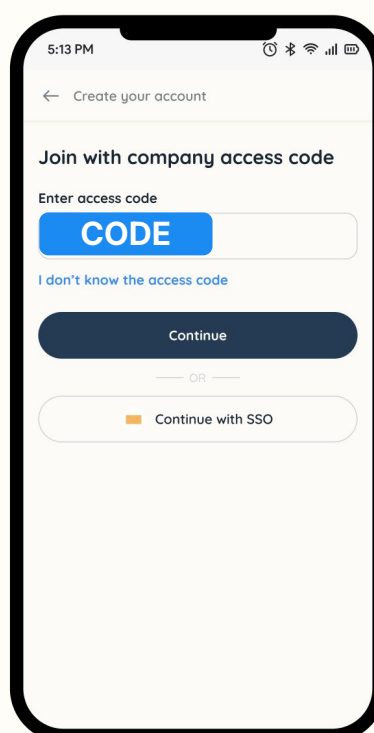 5:13 PM
← Create your account
Join with company access code
Enter access code
CODE
I don't know the access code
Continue
OR
Continue with SSO